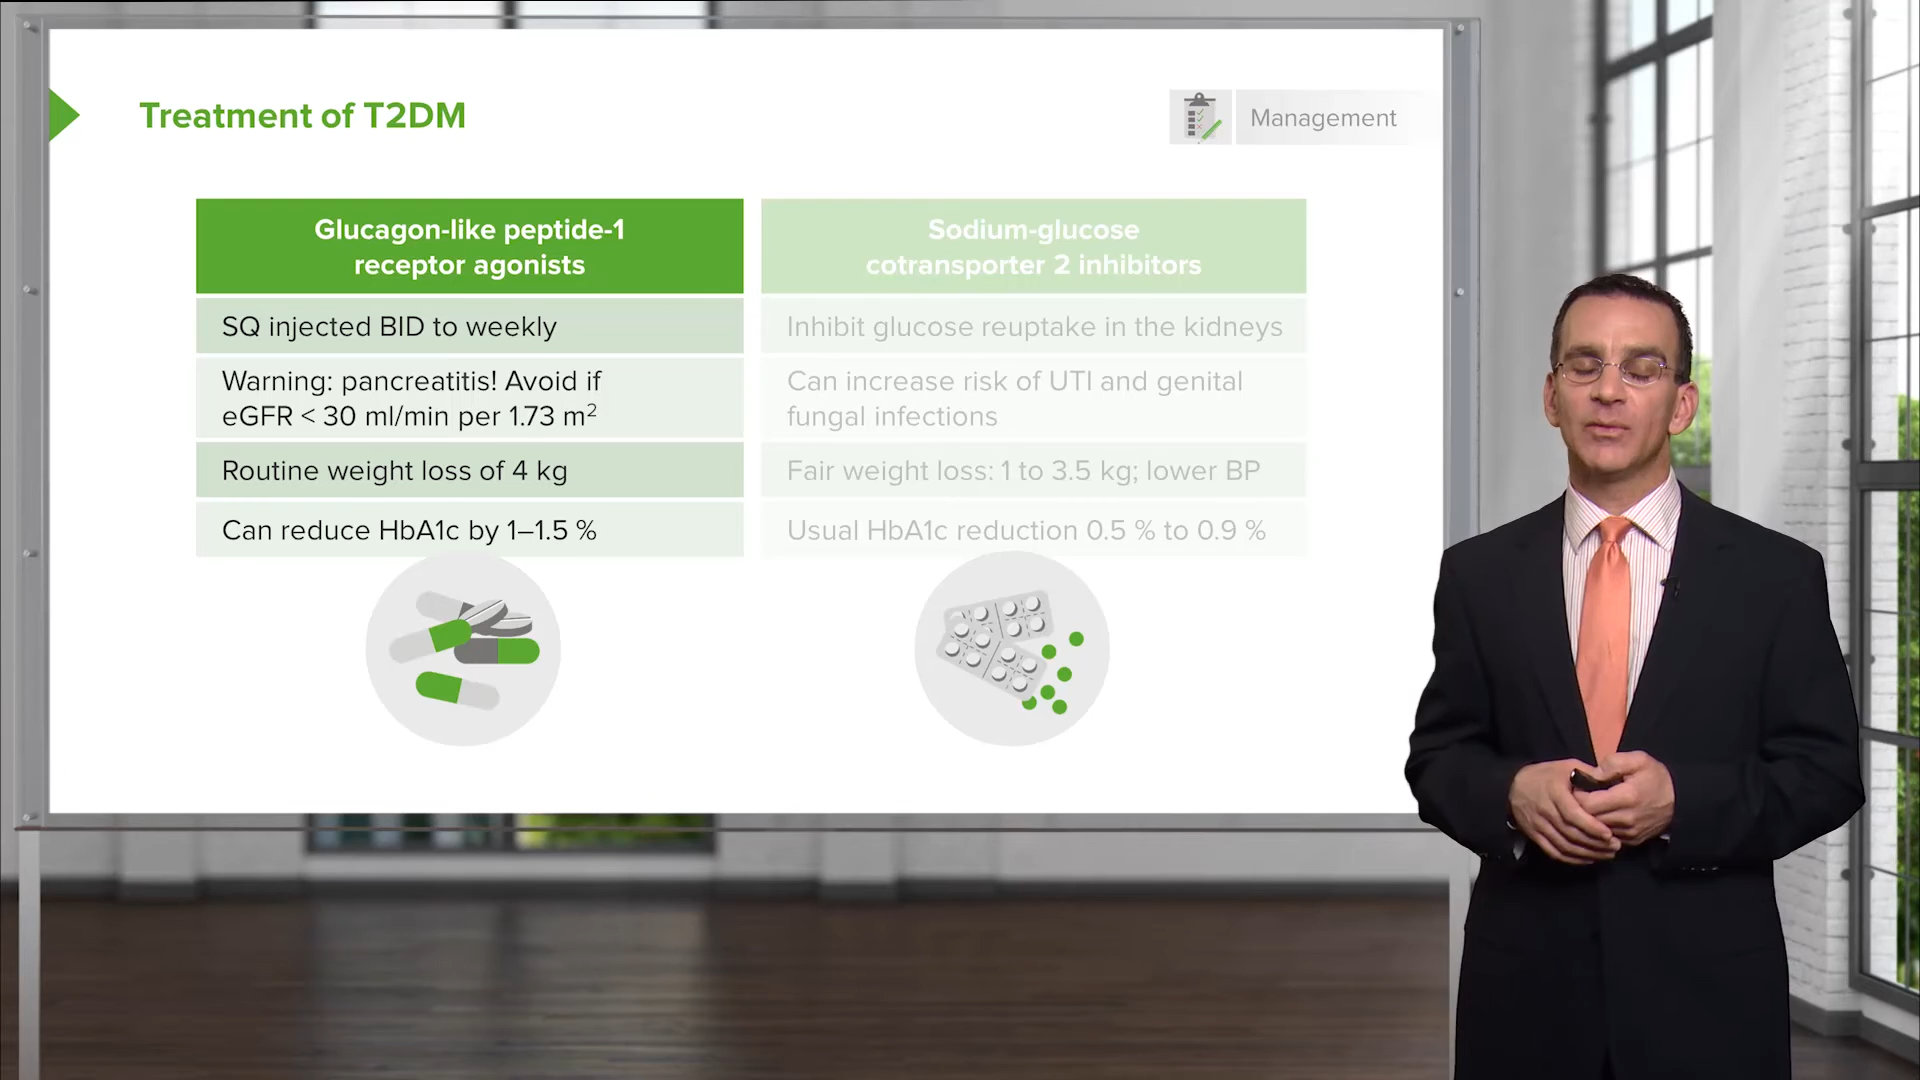 Treatment of T2DM
Management
Glucagon-like peptide-1
receptor agonists
SQ injected BID to weekly
Warning: pancreatitis! Avoid if
eGFR < 30 ml/min per 1.73 m²
Routine weight loss of 4 kg
Can reduce HbA1c by 1–1.5 %
Sodium-glucose
cotransporter 2 inhibitors
Inhibit glucose reuptake in the kidneys
Can increase risk of UTI and genital
fungal infections
Fair weight loss: 1 to 3.5 kg; lower BP
Usual HbA1c reduction 0.5 % to 0.9 %